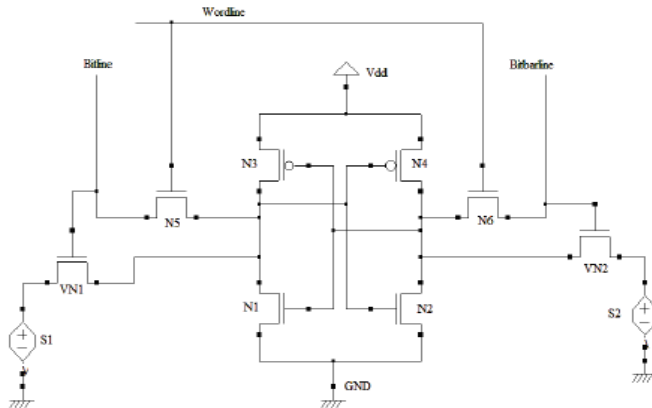 Wordline
Bitline
Bitbarline
Vdd
N3
N4
N5
N6
VN1
VN2
N1
N2
S1
S2
GND